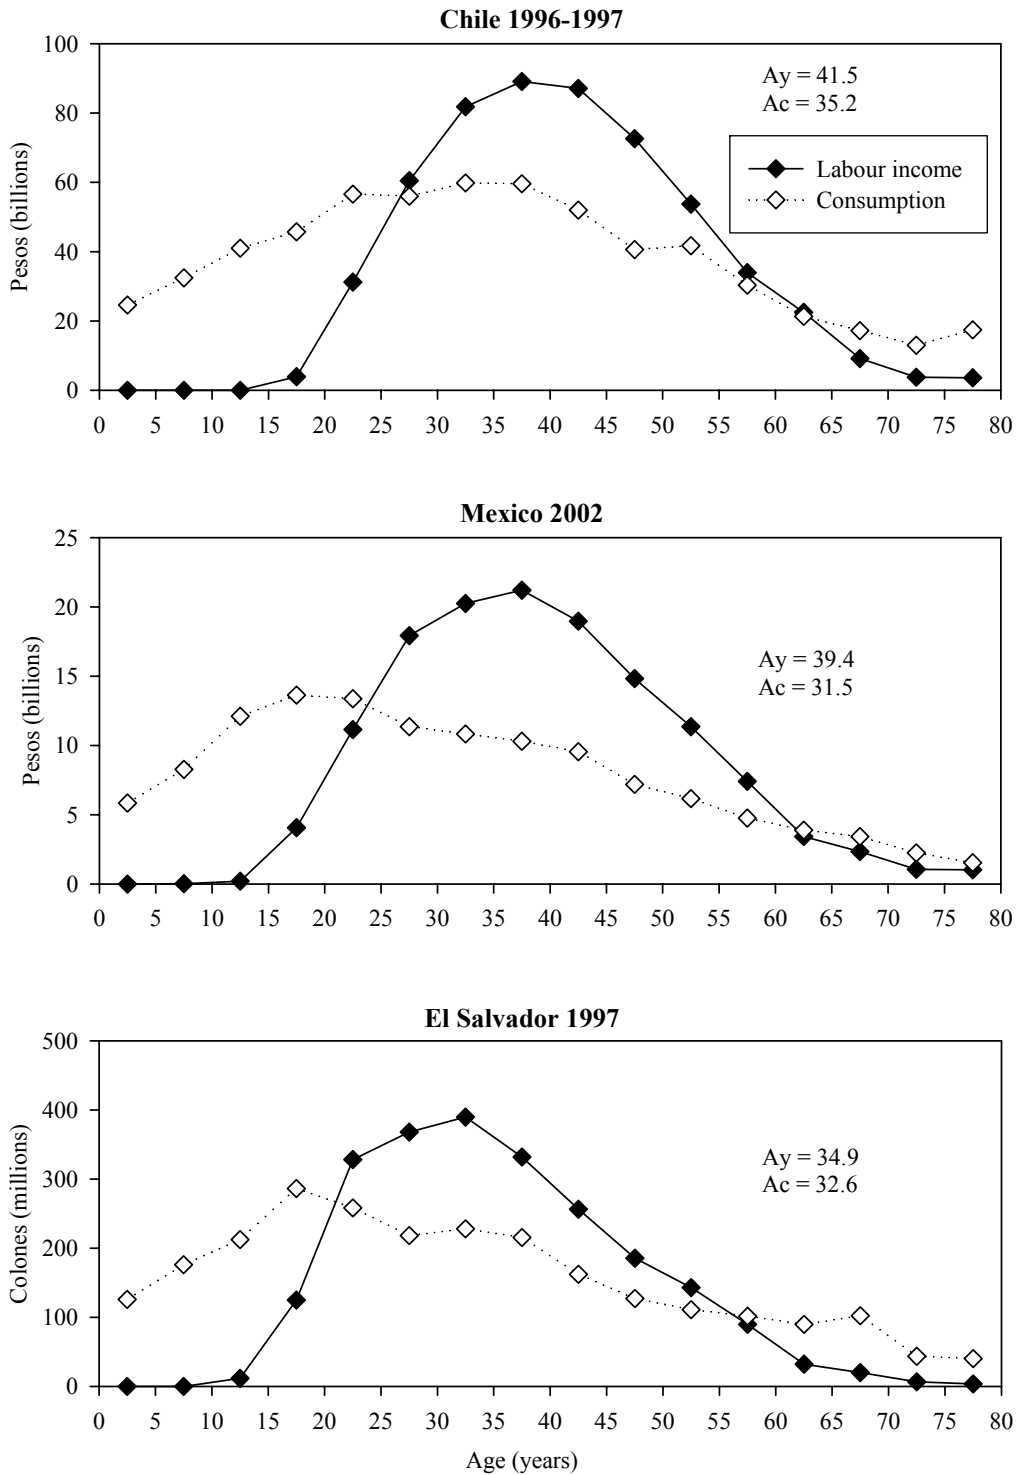 Chile 1996-1997
100
80
60
40
20
0
Pesos (billions)
Ay = 41.5
Ac = 35.2
Labour income
Consumption
0 5 10 15 20 25 30 35 40 45 50 55 60 65 70 75 80
Mexico 2002
25
20
15
10
5
0
Pesos (billions)
Ay = 39.4
Ac = 31.5
0 5 10 15 20 25 30 35 40 45 50 55 60 65 70 75 80
El Salvador 1997
500
400
300
200
100
0
Colones (millions)
Ay = 34.9
Ac = 32.6
0 5 10 15 20 25 30 35 40 45 50 55 60 65 70 75 80
Age (years)